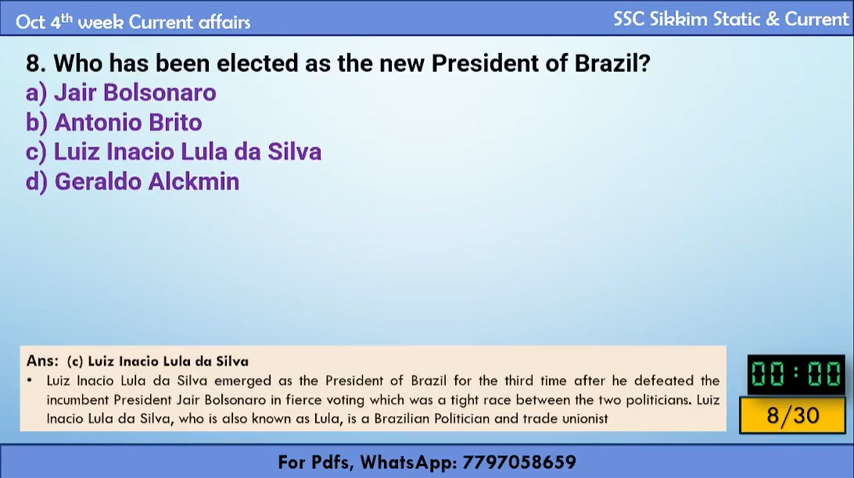 Oct 4th week Current affairs
SSC Sikkim Static & Current
8. Who has been elected as the new President of Brazil?
a) Jair Bolsonaro
b) Antonio Brito
c) Luiz Inacio Lula da Silva
d) Geraldo Alckmin
Ans: (c) Luiz Inacio Lula da Silva
• Luiz Inacio Lula da Silva emerged as the President of Brazil for the third time after he defeated the
incumbent President Jair Bolsonaro in fierce voting which was a tight race between the two politicians. Luiz
Inacio Lula da Silva, who is also known as Lula, is a Brazilian Politician and trade unionist
00:00
8/30
For Pdfs, WhatsApp: 7797058659